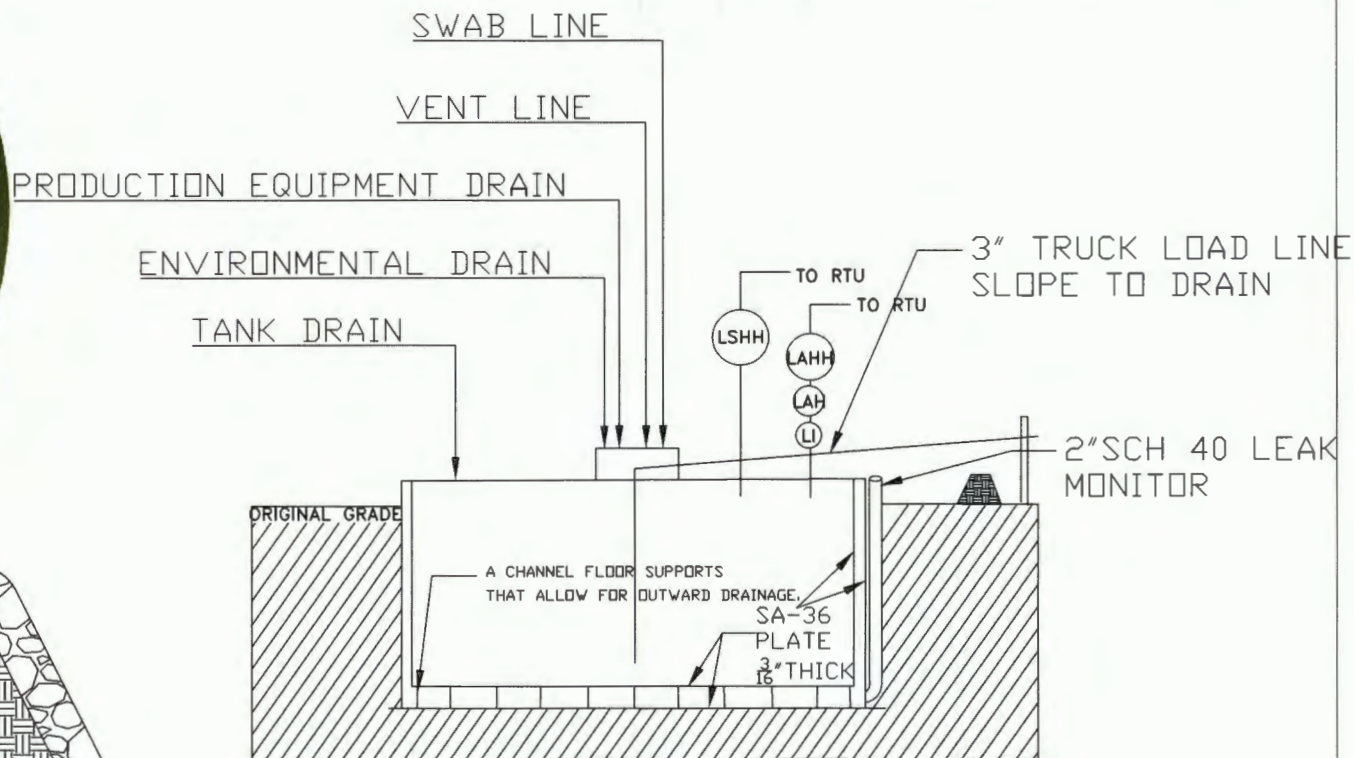 SWAB LINE
VENT LINE
PRODUCTION EQUIPMENT DRAIN
ENVIRONMENTAL DRAIN
TANK DRAIN
TO RTU
TO RTU
3" TRUCK LOAD LINE
SLOPE TO DRAIN
LSHH
LAHH
LAH
LI
2"SCH 40 LEAK
MONITOR
ORIGINAL GRADE
A CHANNEL FLOOR SUPPORTS
THAT ALLOW FOR OUTWARD DRAINAGE.
SA-36
PLATE
3/16"THICK